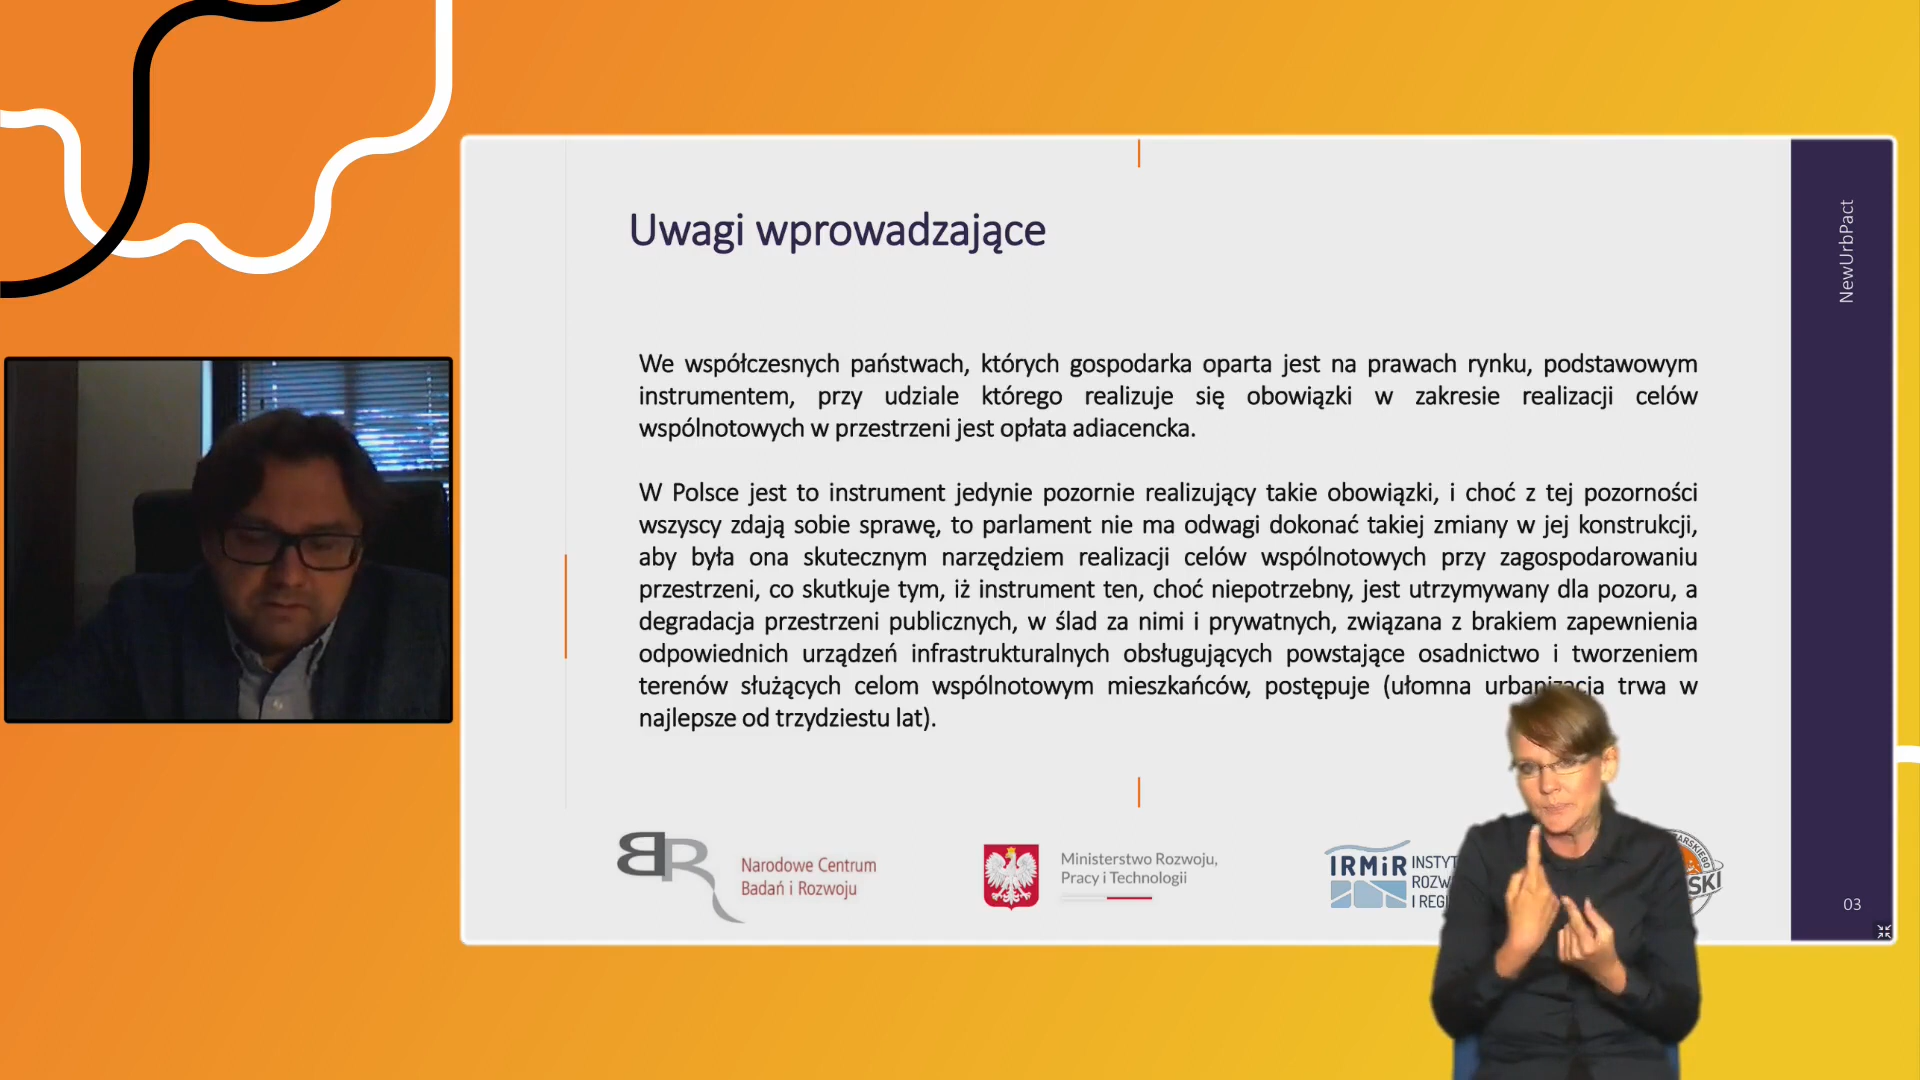 Uwagi wprowadzające
NewUrbPact
We współczesnych państwach, których gospodarka oparta jest na prawach rynku, podstawowym
instrumentem, przy udziale którego realizuje się obowiązki w zakresie realizacji celów
wspólnotowych w przestrzeni jest opłata adiacencka.
W Polsce jest to instrument jedynie pozornie realizujący takie obowiązki, i choć z tej pozorności
wszyscy zdają sobie sprawę, to parlament nie ma odwagi dokonać takiej zmiany w jej konstrukcji,
aby była ona skutecznym narzędziem realizacji celów wspólnotowych przy zagospodarowaniu
przestrzeni, co skutkuje tym, iż instrument ten, choć niepotrzebny, jest utrzymywany dla pozoru, a
degradacja przestrzeni publicznych, w ślad za nimi i prywatnych, związana z brakiem zapewnienia
odpowiednich urządzeń infrastrukturalnych obsługujących powstające osadnictwo i tworzeniem
terenów służących celom wspólnotowym mieszkańców, postępuje (ułomna urbanizacja trwa w
najlepsze od trzydziestu lat).
BR
Narodowe Centrum
Badań i Rozwoju
Ministerstwo Rozwoju,
Pracy i Technologii
IRMiR
INSTYT
ROZW
I REGI
03